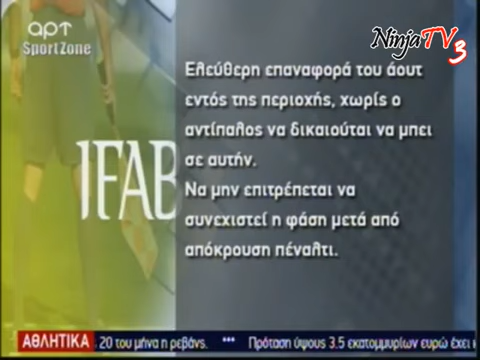 αρτ
SportZone
NinjaTV3
Ελεύθερη επαναφορά του άουτ
εντός της περιοχής, χωρίς ο
αντίπαλος να δικαιούται να μπει
σε αυτήν.
Να μην επιτρέπεται να
συνεχιστεί η φάση μετά από
απόκρουση πέναλτι.
IFAB
ΑΘΛΗΤΙΚΑ 20 του μήνα η ρεβάνς. *** Πρόταση ύψους 3,5 εκατομμυρίων ευρώ έχει κ